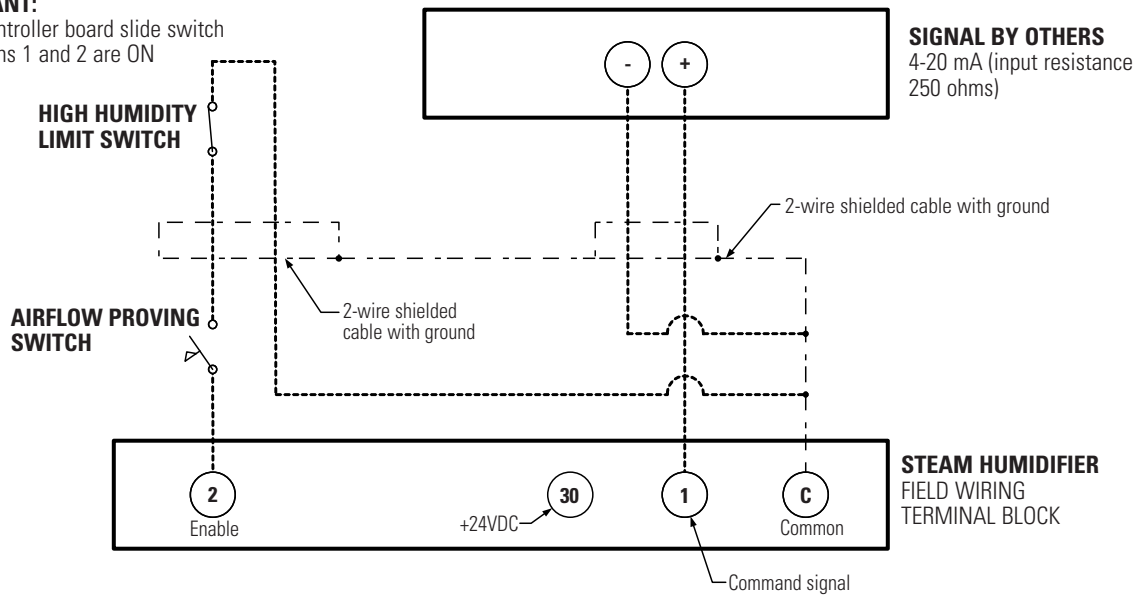 ntroller board slide switch
ns 1 and 2 are ON
SIGNAL BY OTHERS
4-20 mA (input resistance
250 ohms)
-
+
HIGH HUMIDITY
LIMIT SWITCH
2-wire shielded cable with ground
2-wire shielded
cable with ground
AIRFLOW PROVING
SWITCH
STEAM HUMIDIFIER
FIELD WIRING
TERMINAL BLOCK
2
Enable
30
+24VDC
1
C
Common
Command signal